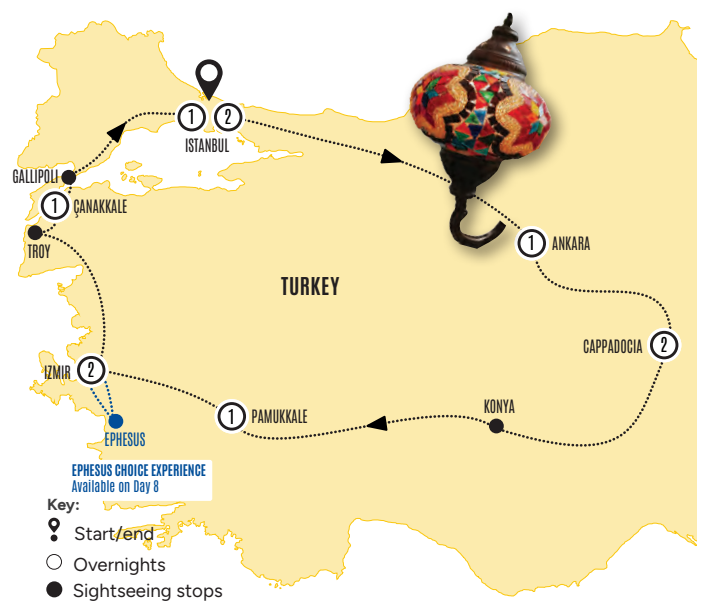 1
2
ISTANBUL
GALLIPOLI
1
ÇANAKKALE
TROY
1
ANKARA
TURKEY
CAPPADOCIA
2
IZMIR
2
1
PAMUKKALE
KONYA
EPHESUS
EPHESUS CHOICE EXPERIENCE
Available on Day 8
Key:
Start/end
Overnights
Sightseeing stops